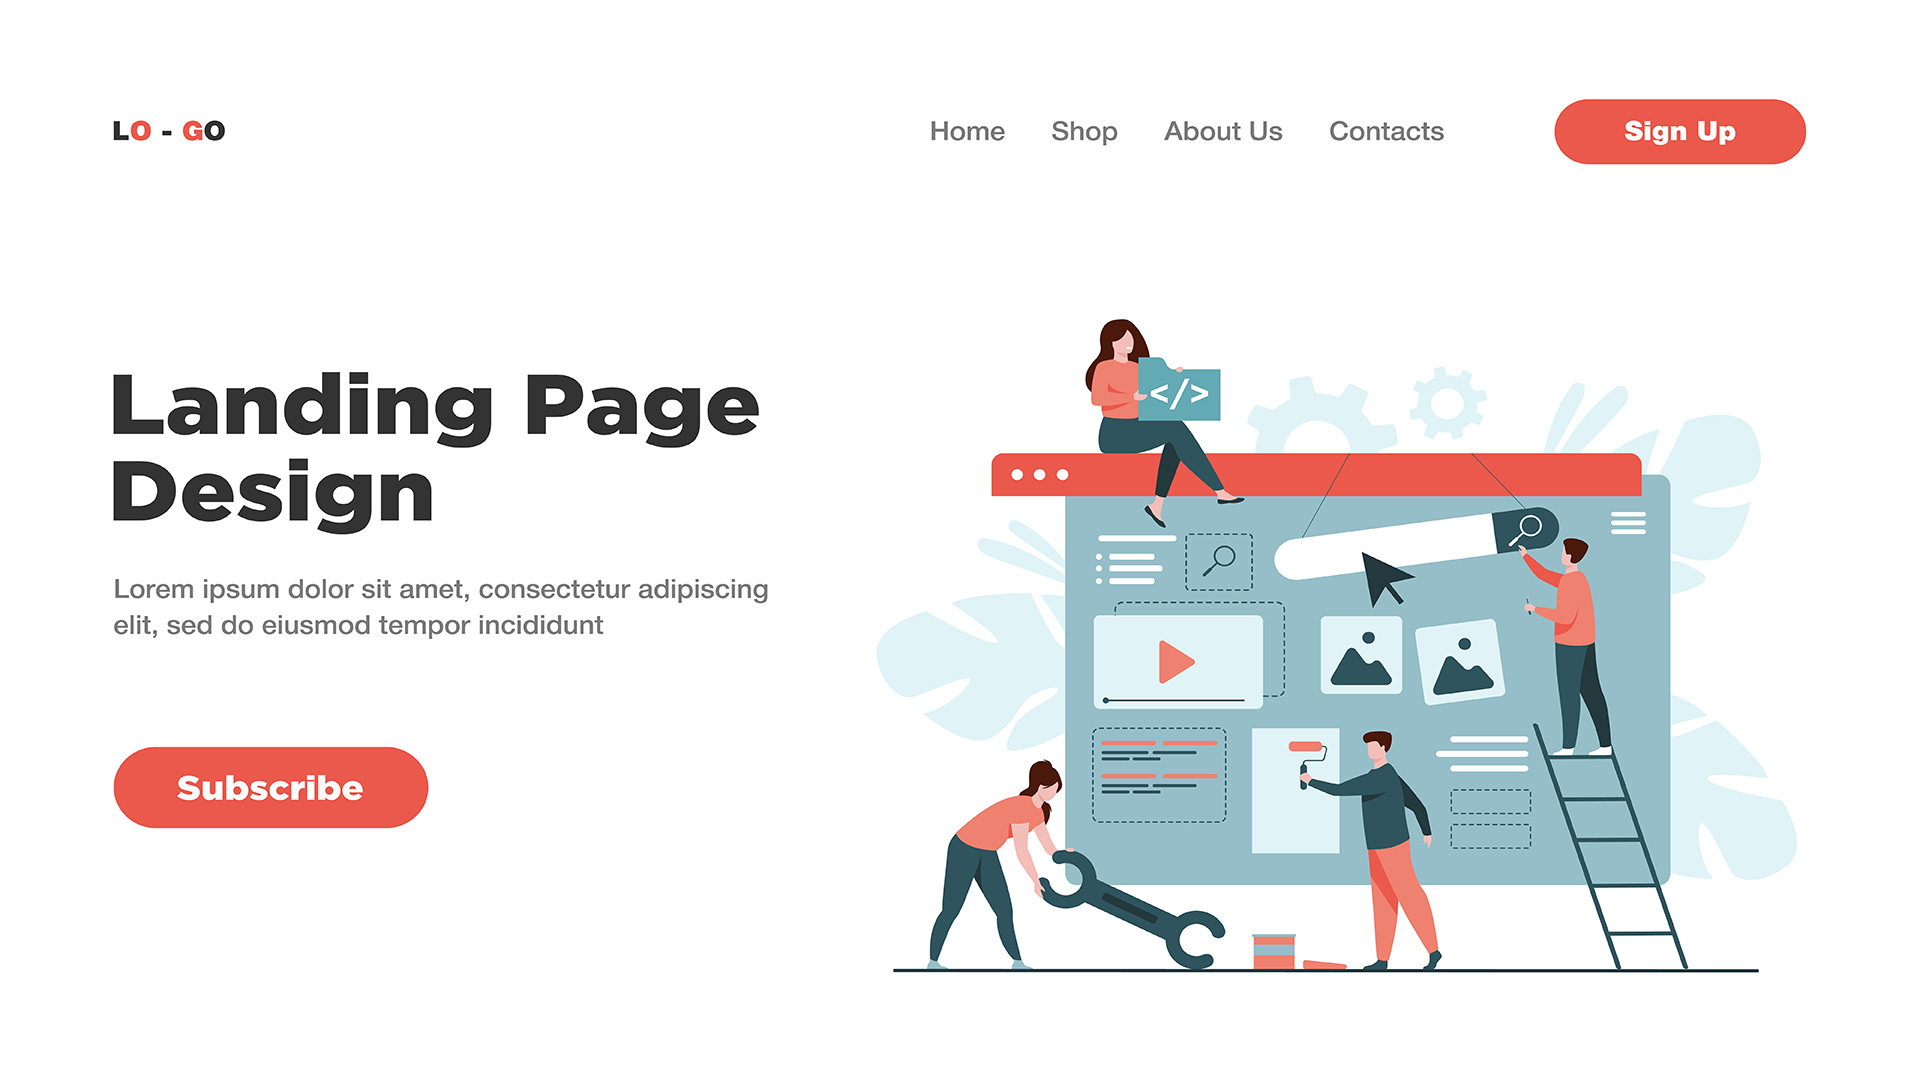 LO - GO
Home Shop About Us Contacts Sign Up
</>
Landing Page
Design
Lorem ipsum dolor sit amet, consectetur adipiscing
elit, sed do eiusmod tempor incididunt
Subscribe